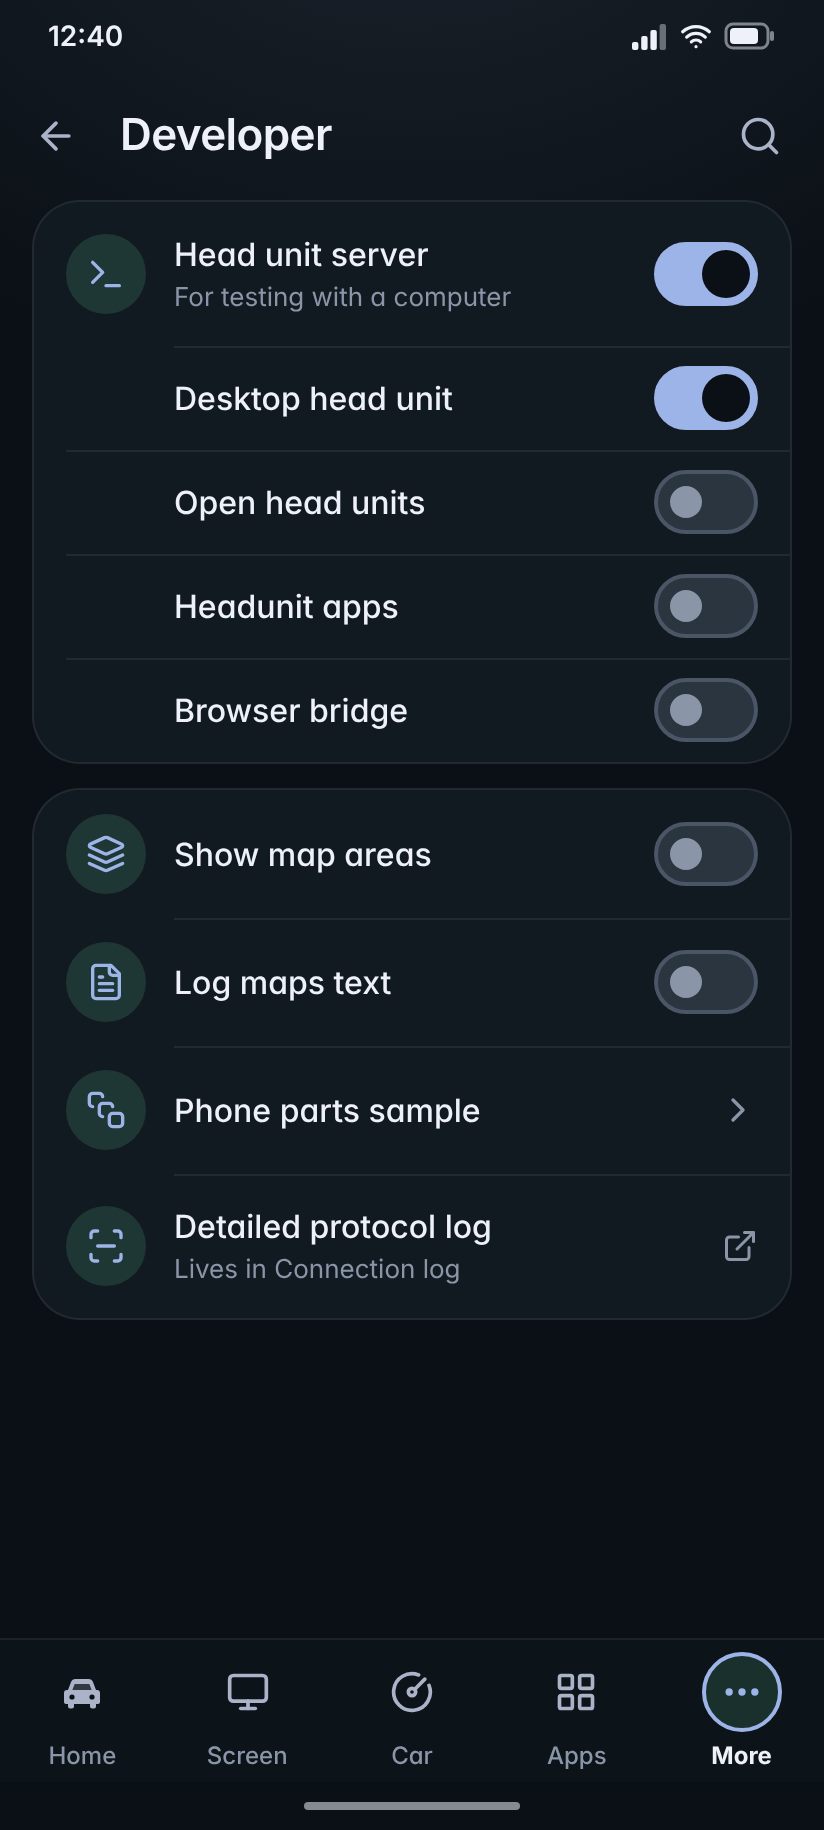 12:40
Developer
Head unit server
For testing with a computer
Desktop head unit
Open head units
Headunit apps
Browser bridge
Show map areas
Log maps text
Phone parts sample
Detailed protocol log
Lives in Connection log
Home
Screen
Car
Apps
More